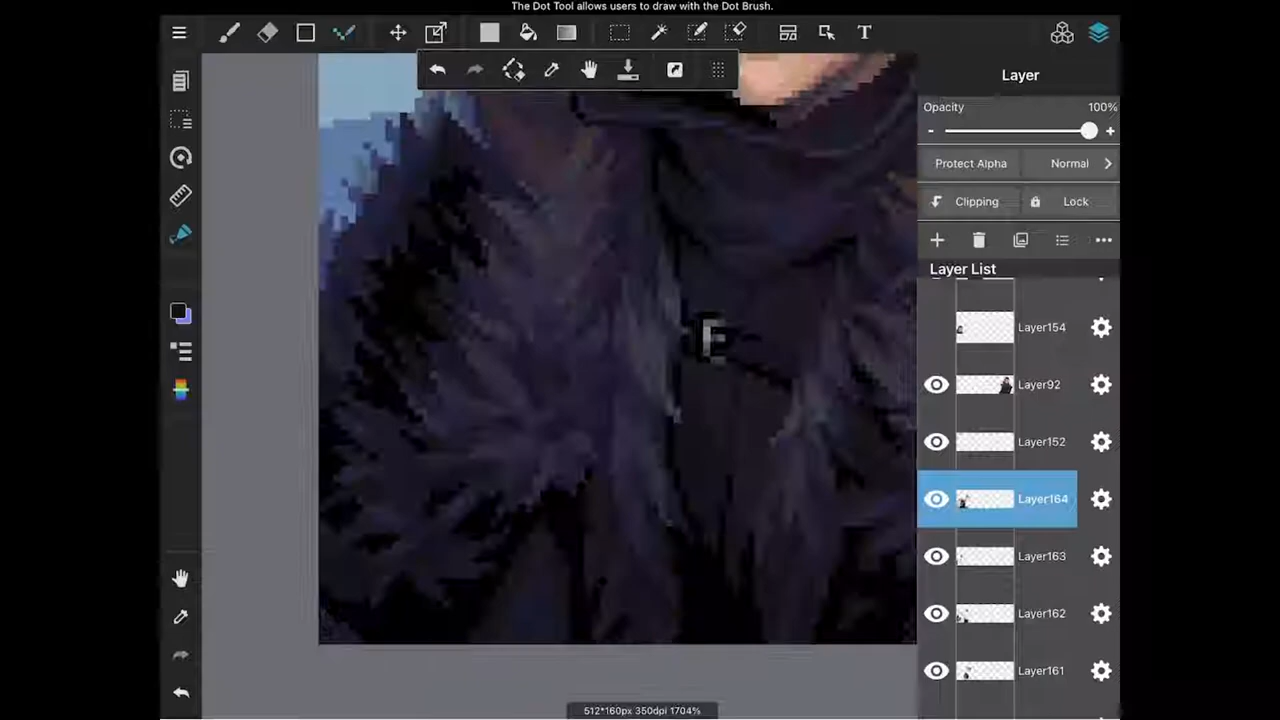 The Dot Tool allows users to draw with the Dot Brush.
T
Layer
Opacity
100%
- +
Protect Alpha
Normal
Clipping
Lock
Layer List
Layer154
Layer92
Layer152
Layer164
Layer163
Layer162
Layer161
512*160px 350dpi 1704%